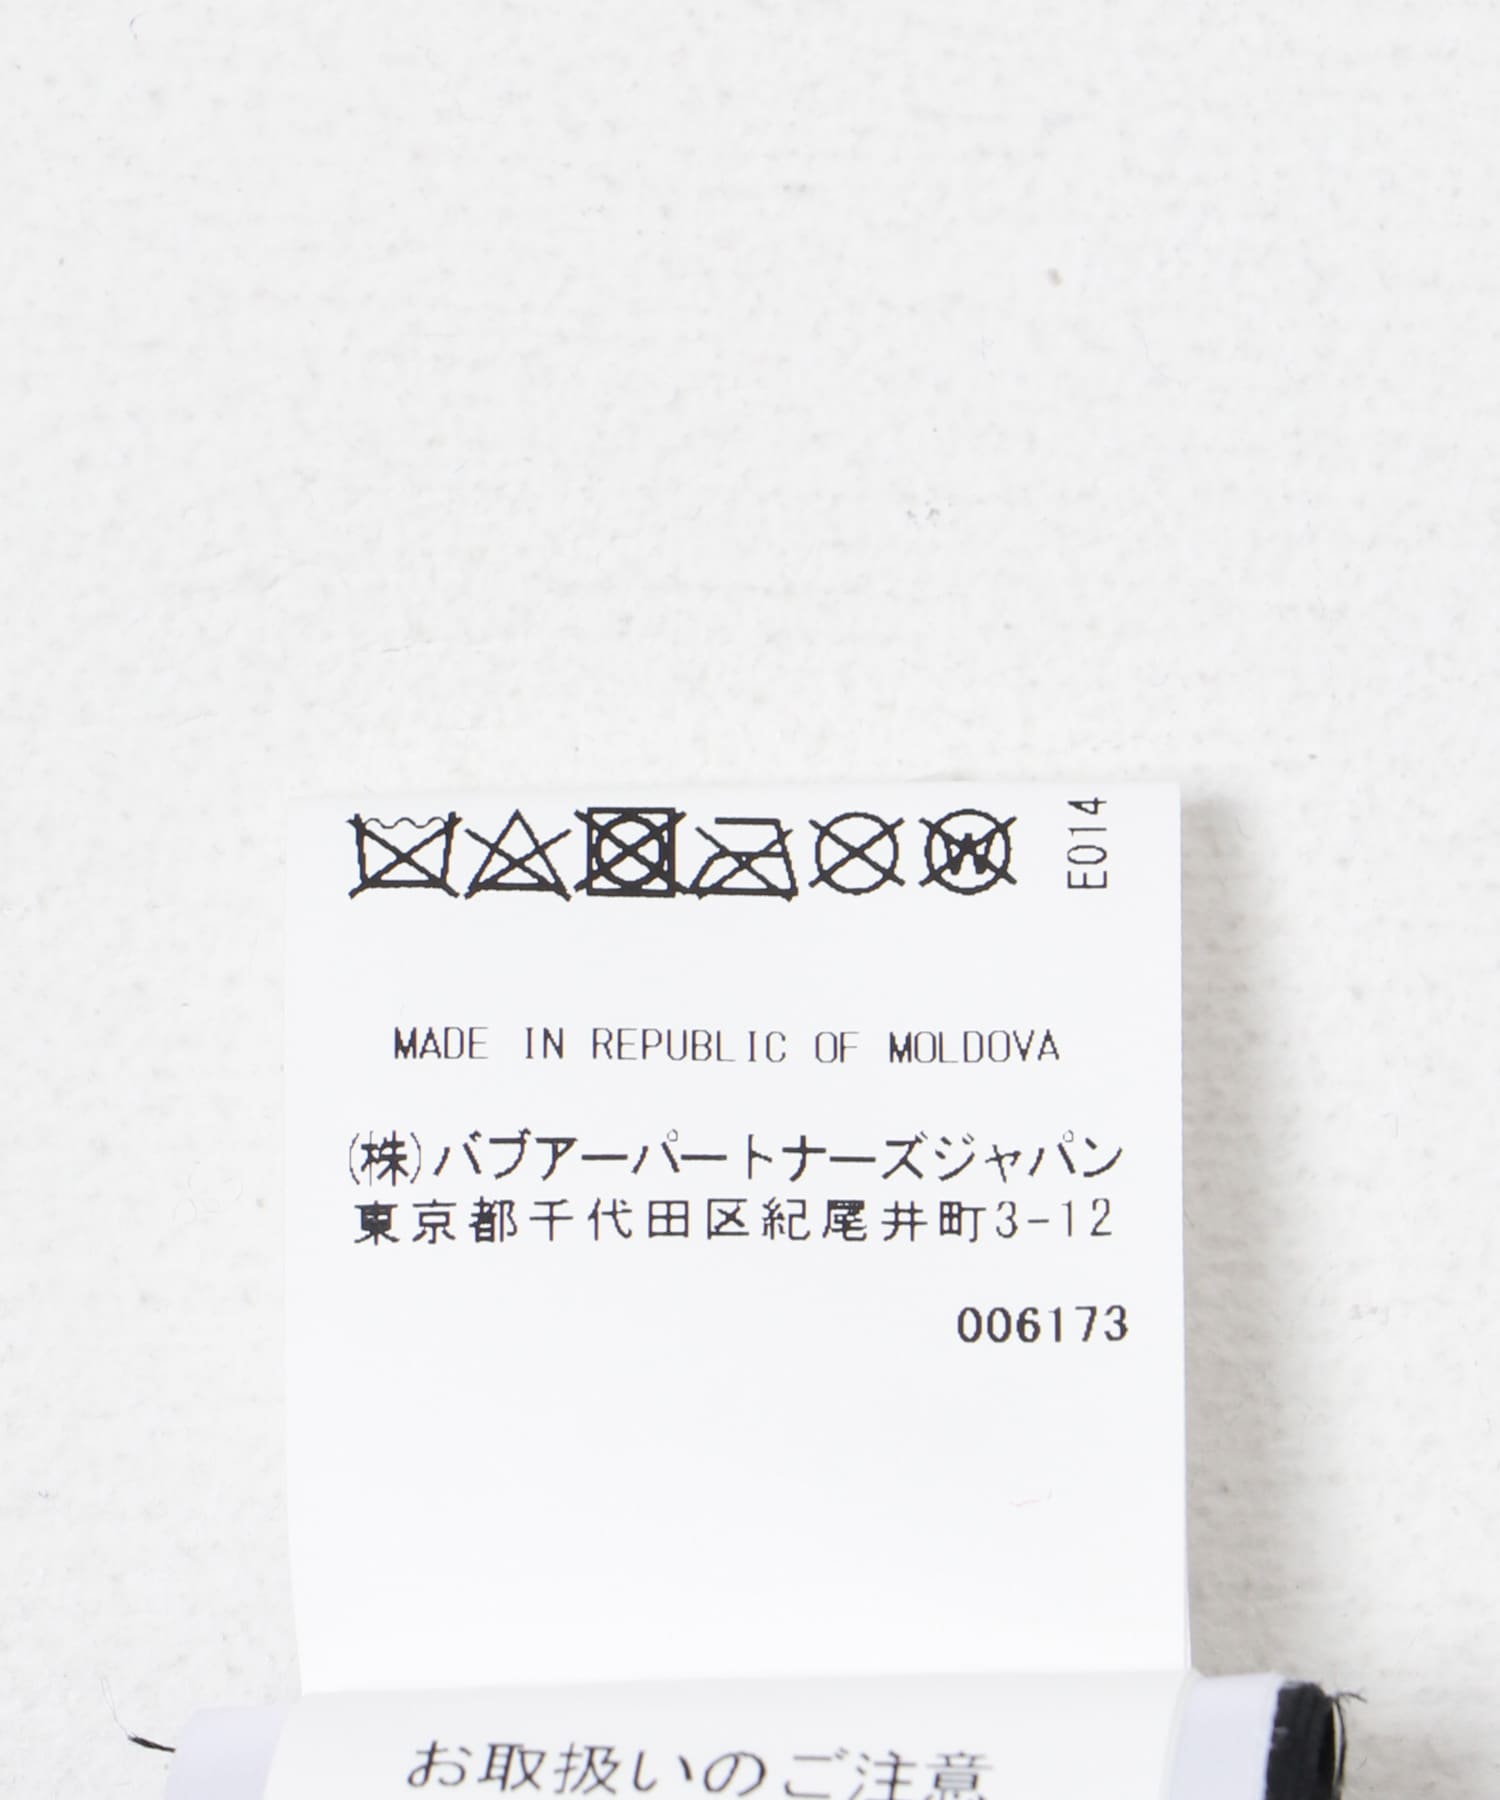 E014
MADE IN REPUBLIC OF MOLDOVA
(株)バブアーパートナーズジャパン
東京都千代田区紀尾井町3-12
006173
お取扱いのご注意